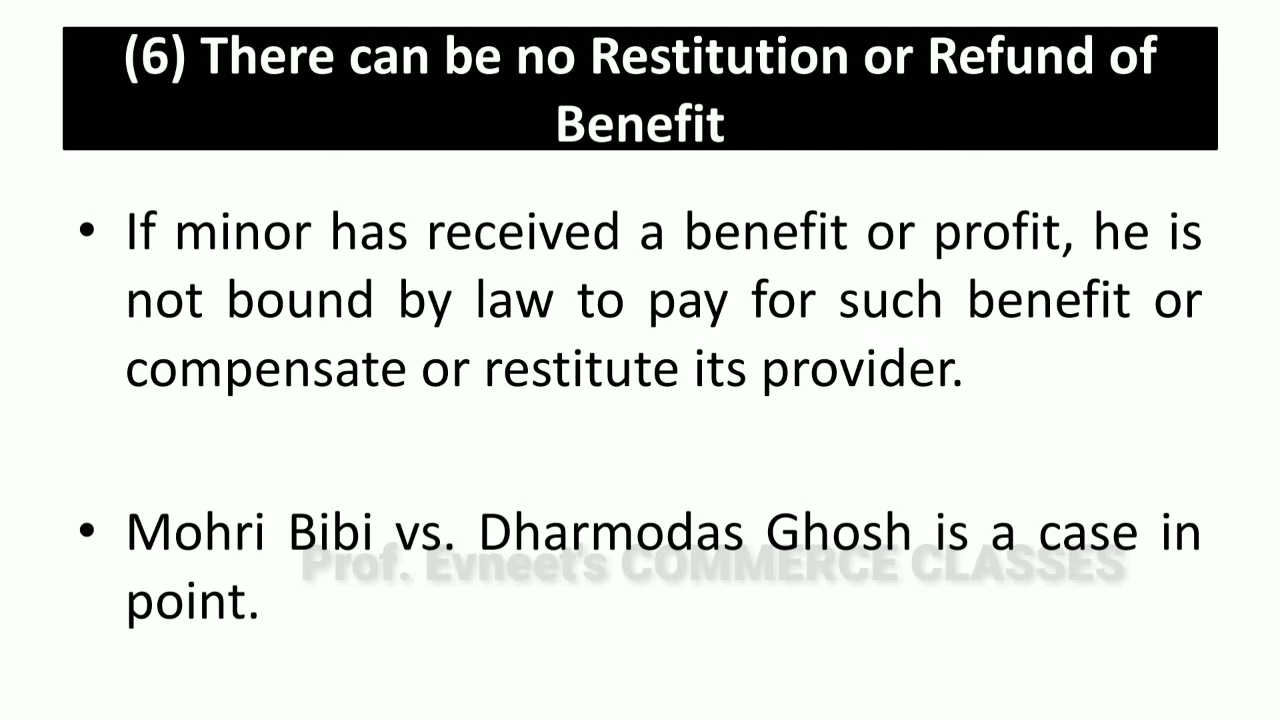 (6) There can be no Restitution or Refund of
Benefit
• If minor has received a benefit or profit, he is
not bound by law to pay for such benefit or
compensate or restitute its provider.
• Mohri Bibi vs. Dharmodas Ghosh is a case in
Prof. Evneet's COMMERCE CLASSES
point.